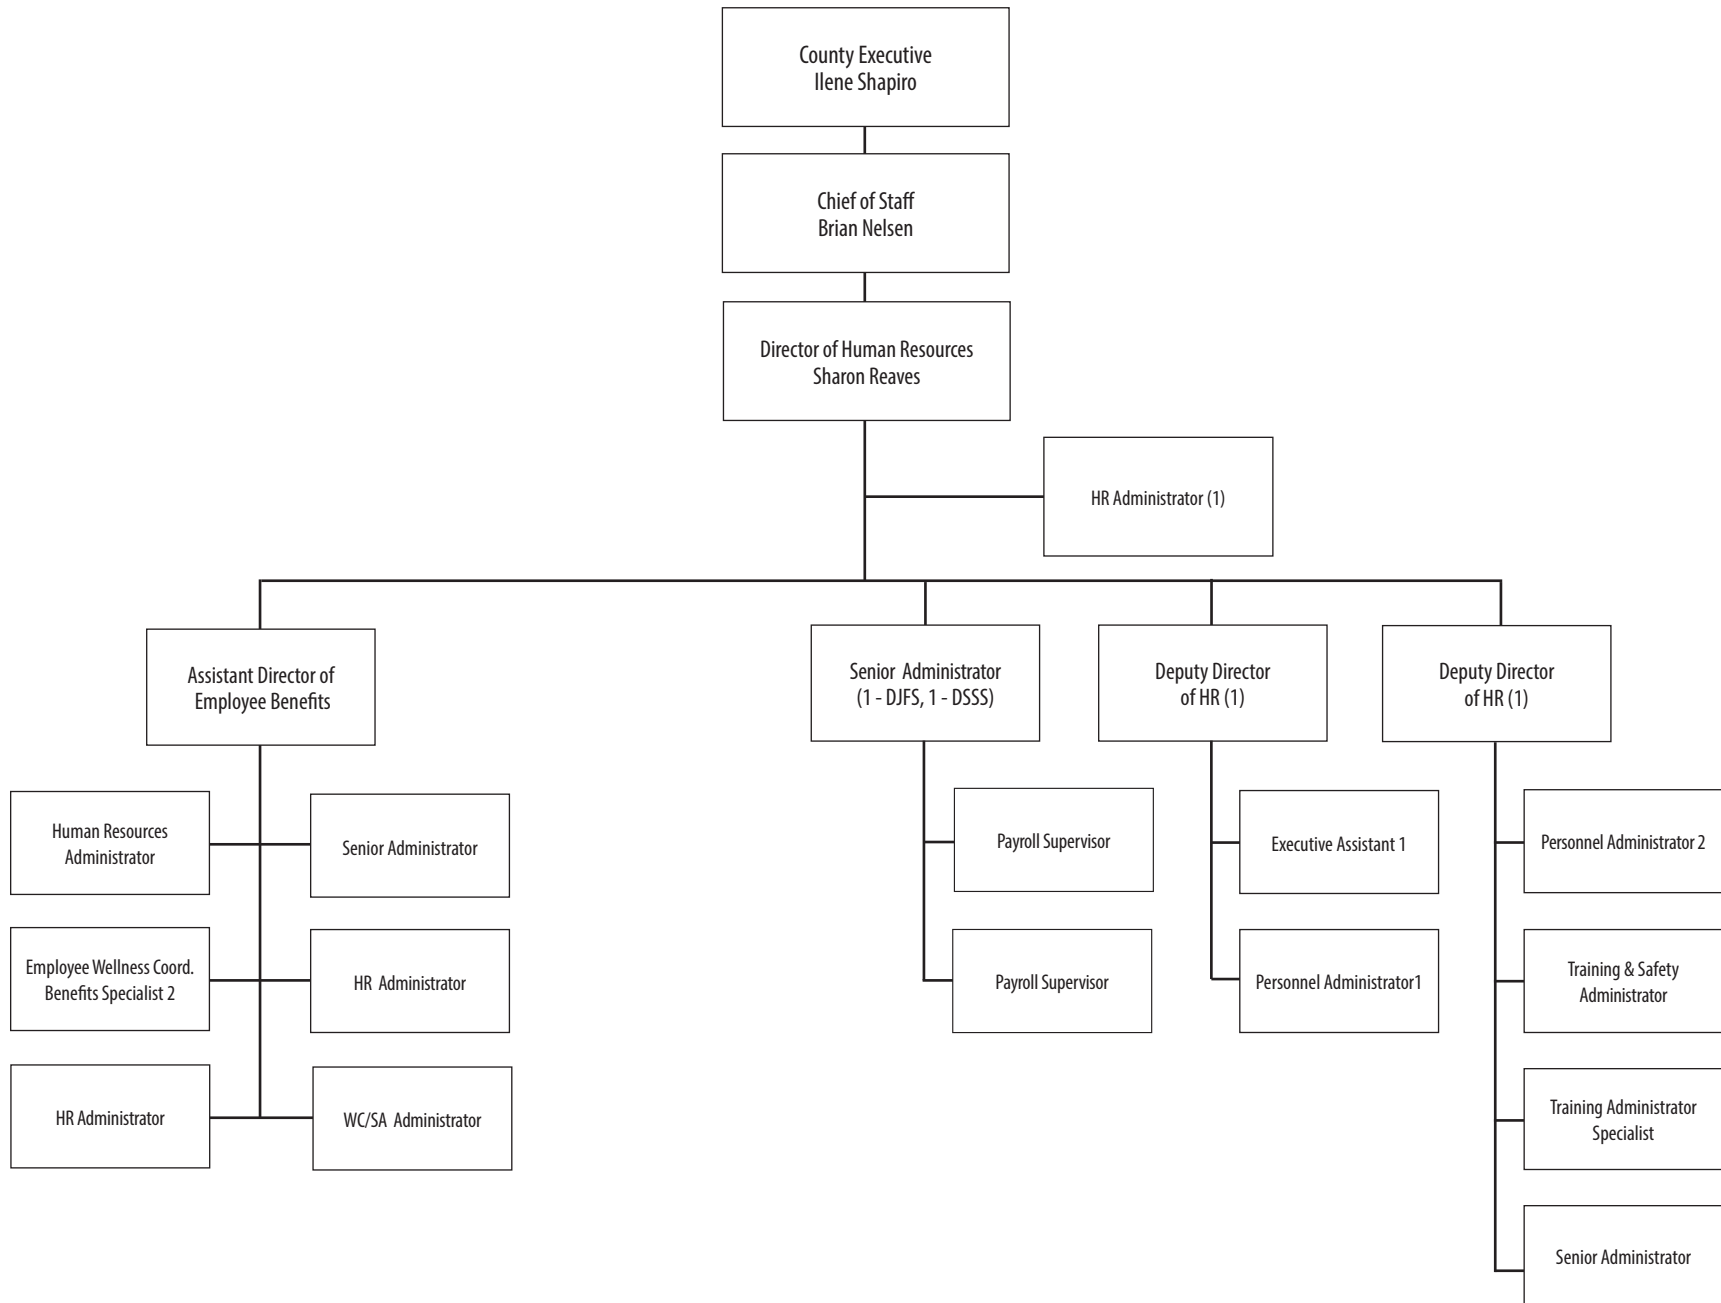 County Executive
Ilene Shapiro
Chief of Staff
Brian Nelsen
Director of Human Resources
Sharon Reaves
HR Administrator (1)
Assistant Director of
Employee Benefits
Senior Administrator
(1 - DJFS, 1 - DSSS)
Deputy Director
of HR (1)
Deputy Director
of HR (1)
Human Resources
Administrator
Senior Administrator
Employee Wellness Coord.
Benefits Specialist 2
HR Administrator
HR Administrator
WC/SA Administrator
Payroll Supervisor
Payroll Supervisor
Executive Assistant 1
Personnel Administrator1
Personnel Administrator 2
Training & Safety
Administrator
Training Administrator
Specialist
Senior Administrator